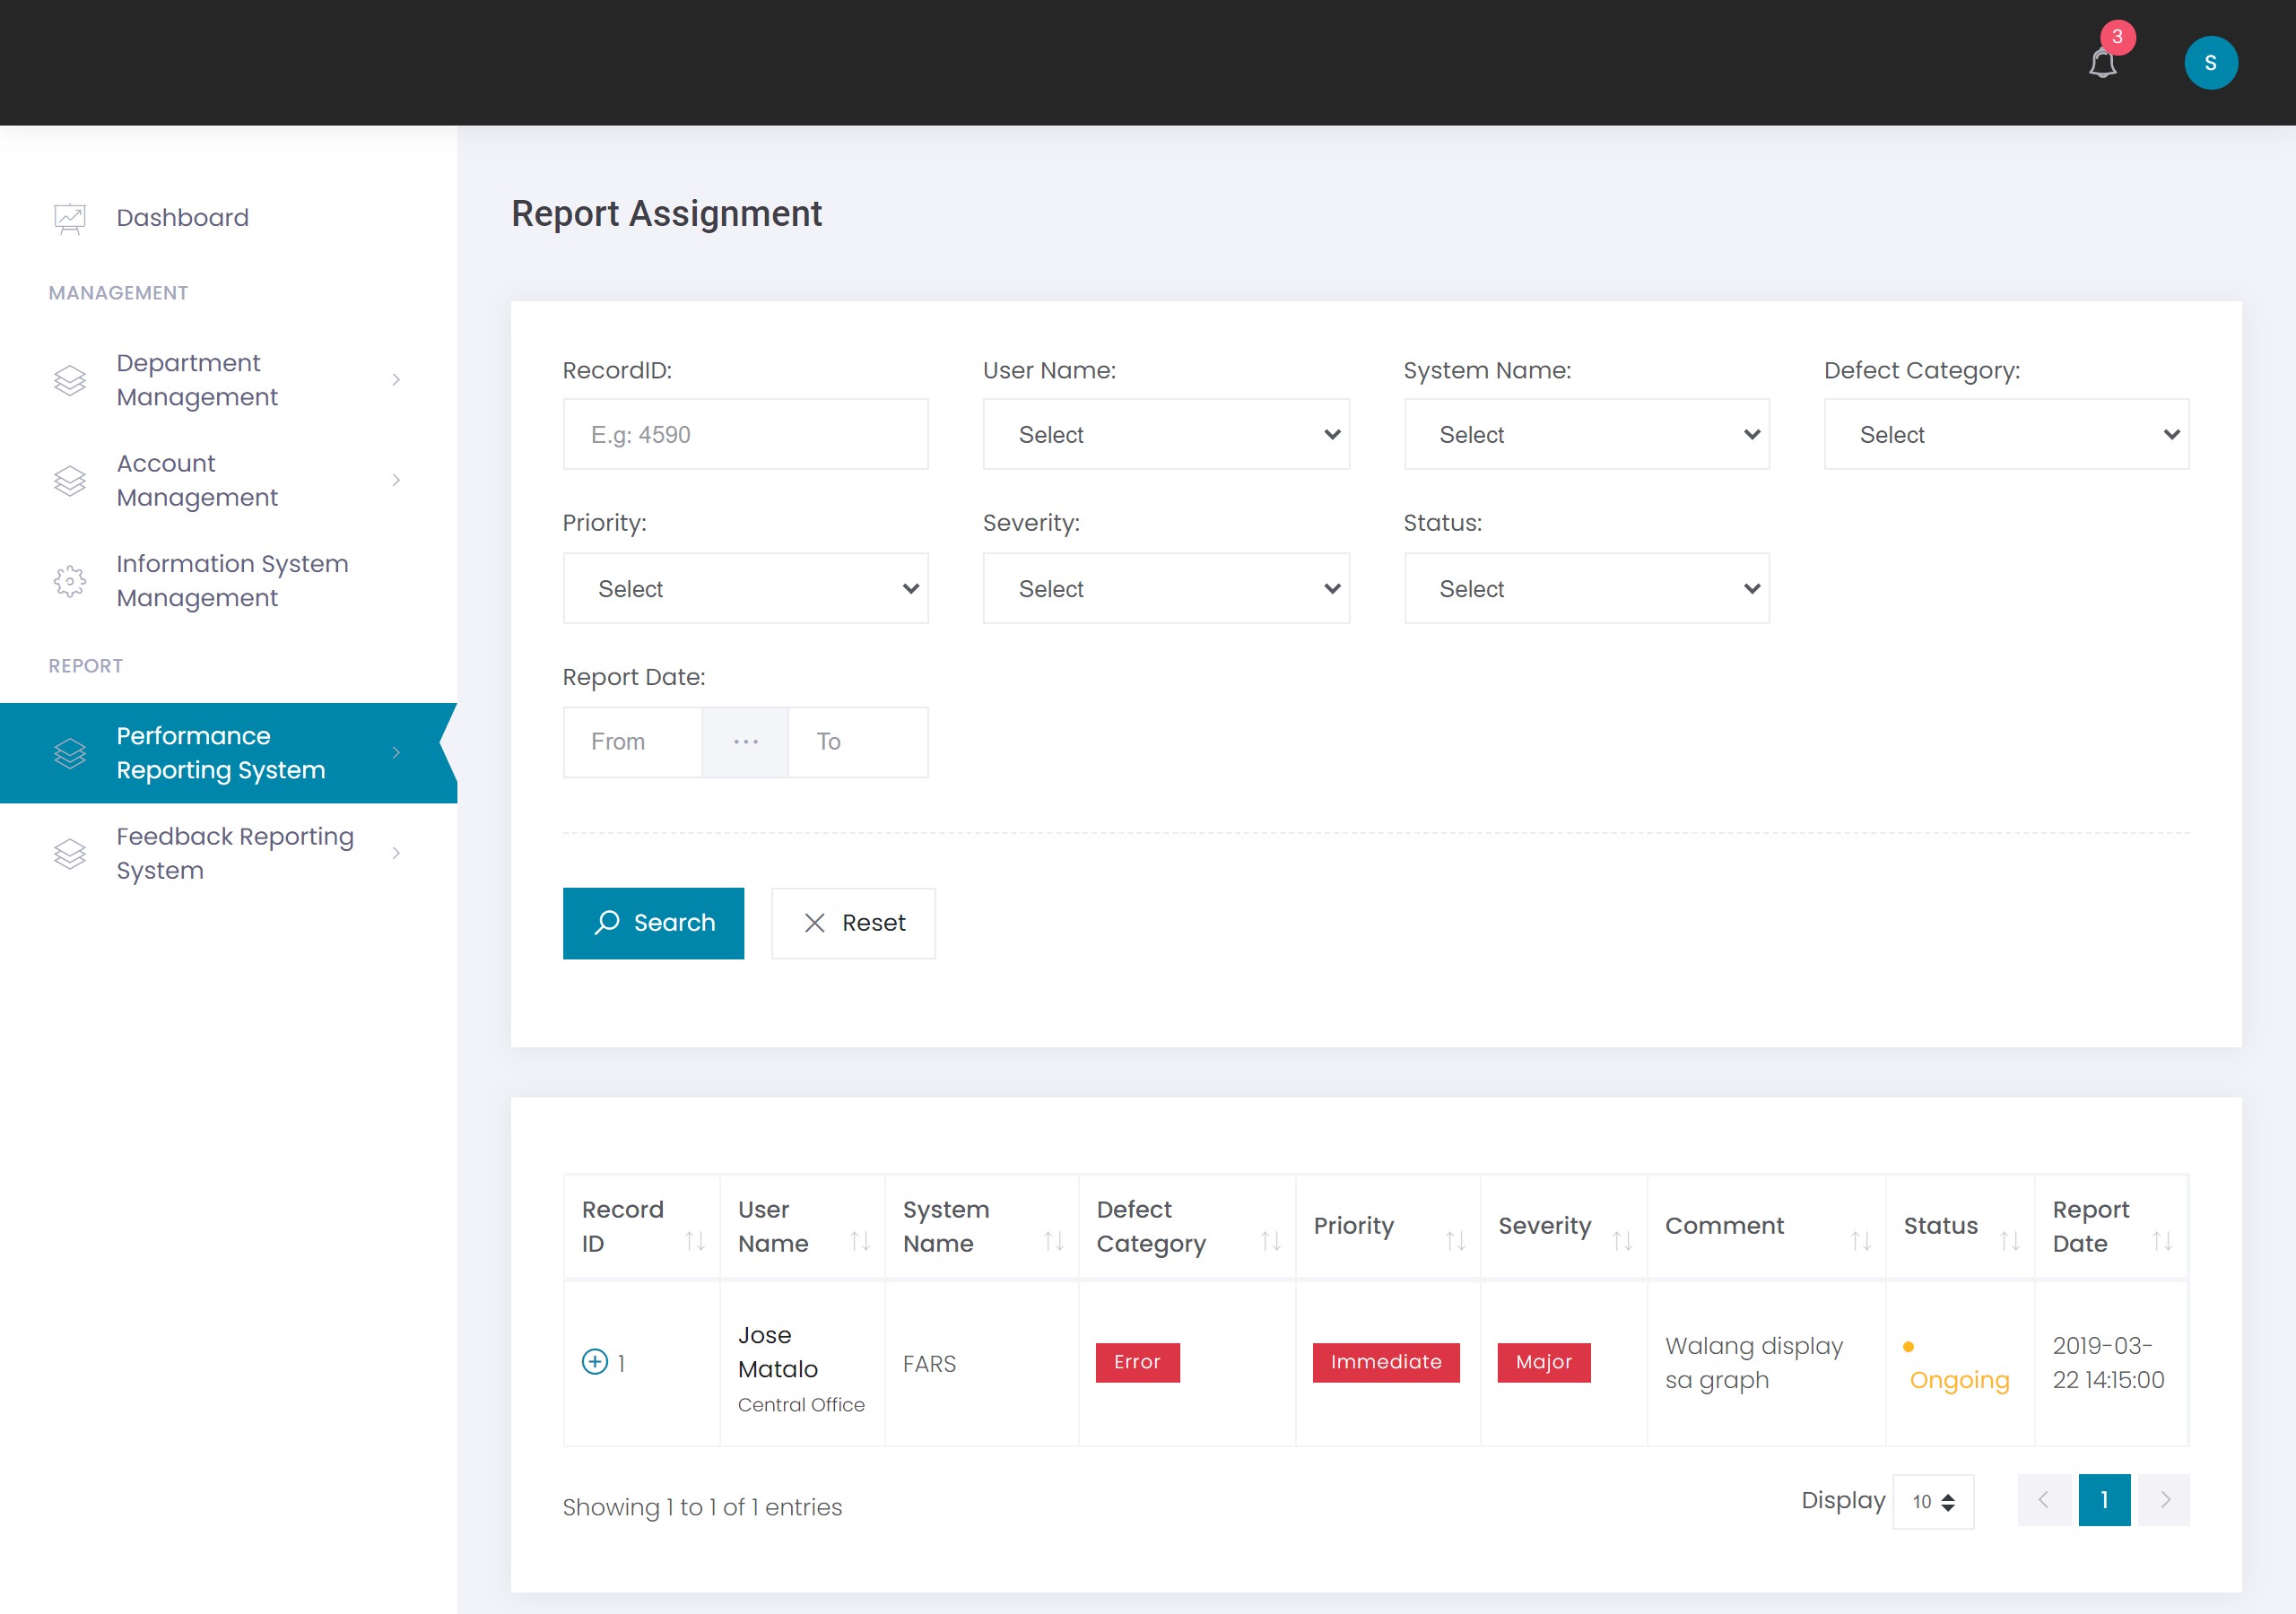 3
S
Dashboard
MANAGEMENT
Department
Management
Account
Management
Information System
Management
REPORT
Performance
Reporting System
Feedback Reporting
System
Report Assignment
RecordID:
User Name:
System Name:
Defect Category:
E.g: 4590
Select
Select
Select
Priority:
Severity:
Status:
Select
Select
Select
Report Date:
From
...
To
Search
Reset
Record
ID
User
Name
System
Name
Defect
Category
Priority
Severity
Comment
Status
Report
Date
1
Jose
Matalo
Central Office
FARS
Error
Immediate
Major
Walang display
sa graph
Ongoing
2019-03-
22 14:15:00
Showing 1 to 1 of 1 entries
Display
10
1